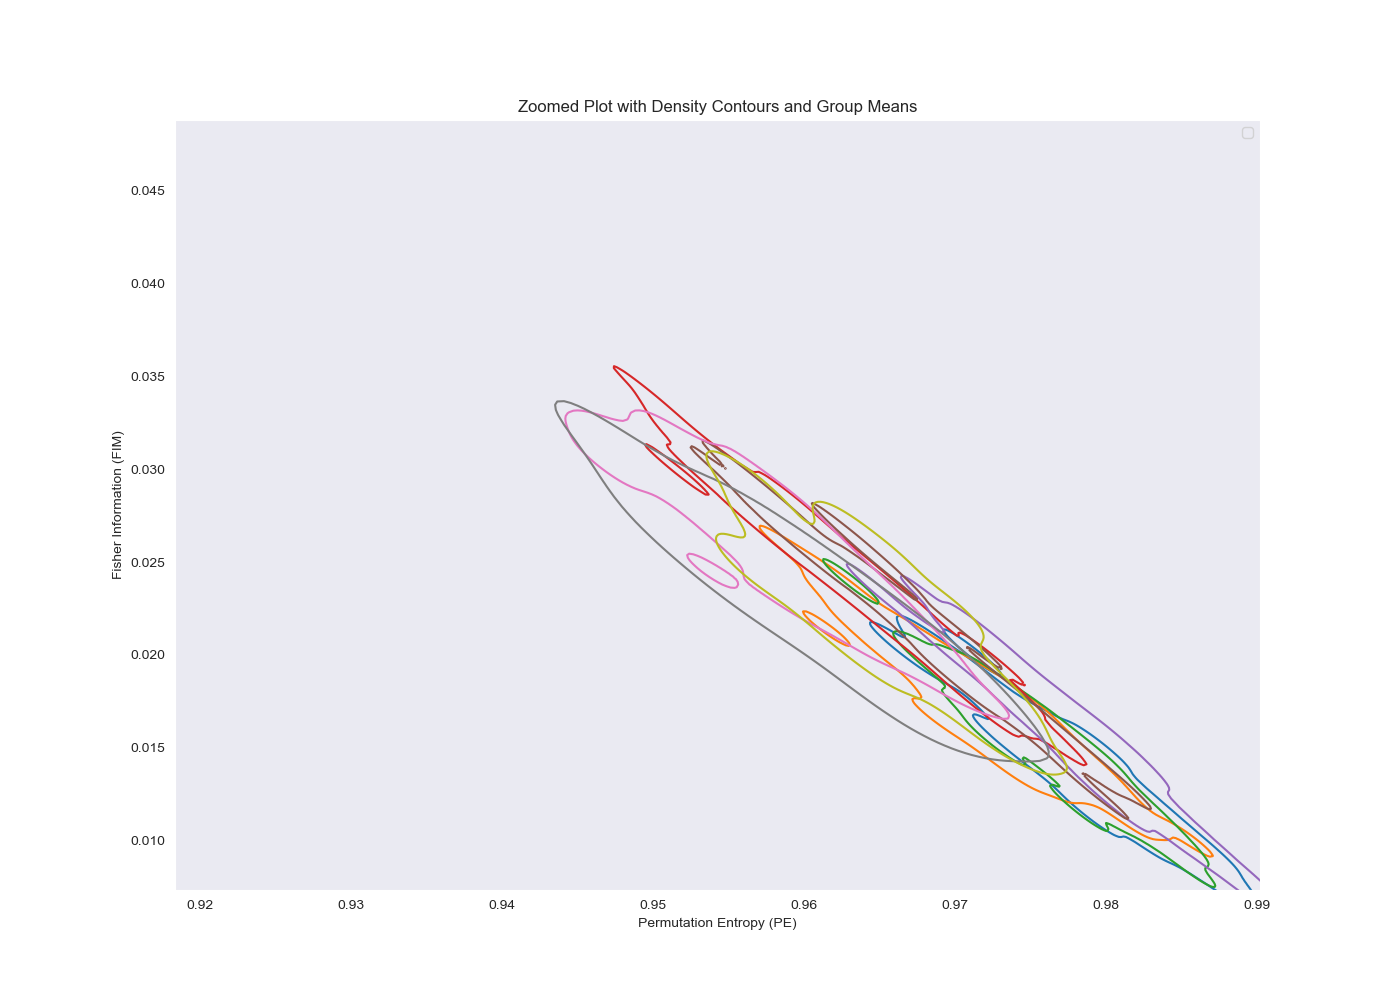 Zoomed Plot with Density Contours and Group Means
0.045
0.040
0.035
0.030
0.025
0.020
0.015
0.010
Fisher Information (FIM)
0.92 0.93 0.94 0.95 0.96 0.97 0.98 0.99
Permutation Entropy (PE)